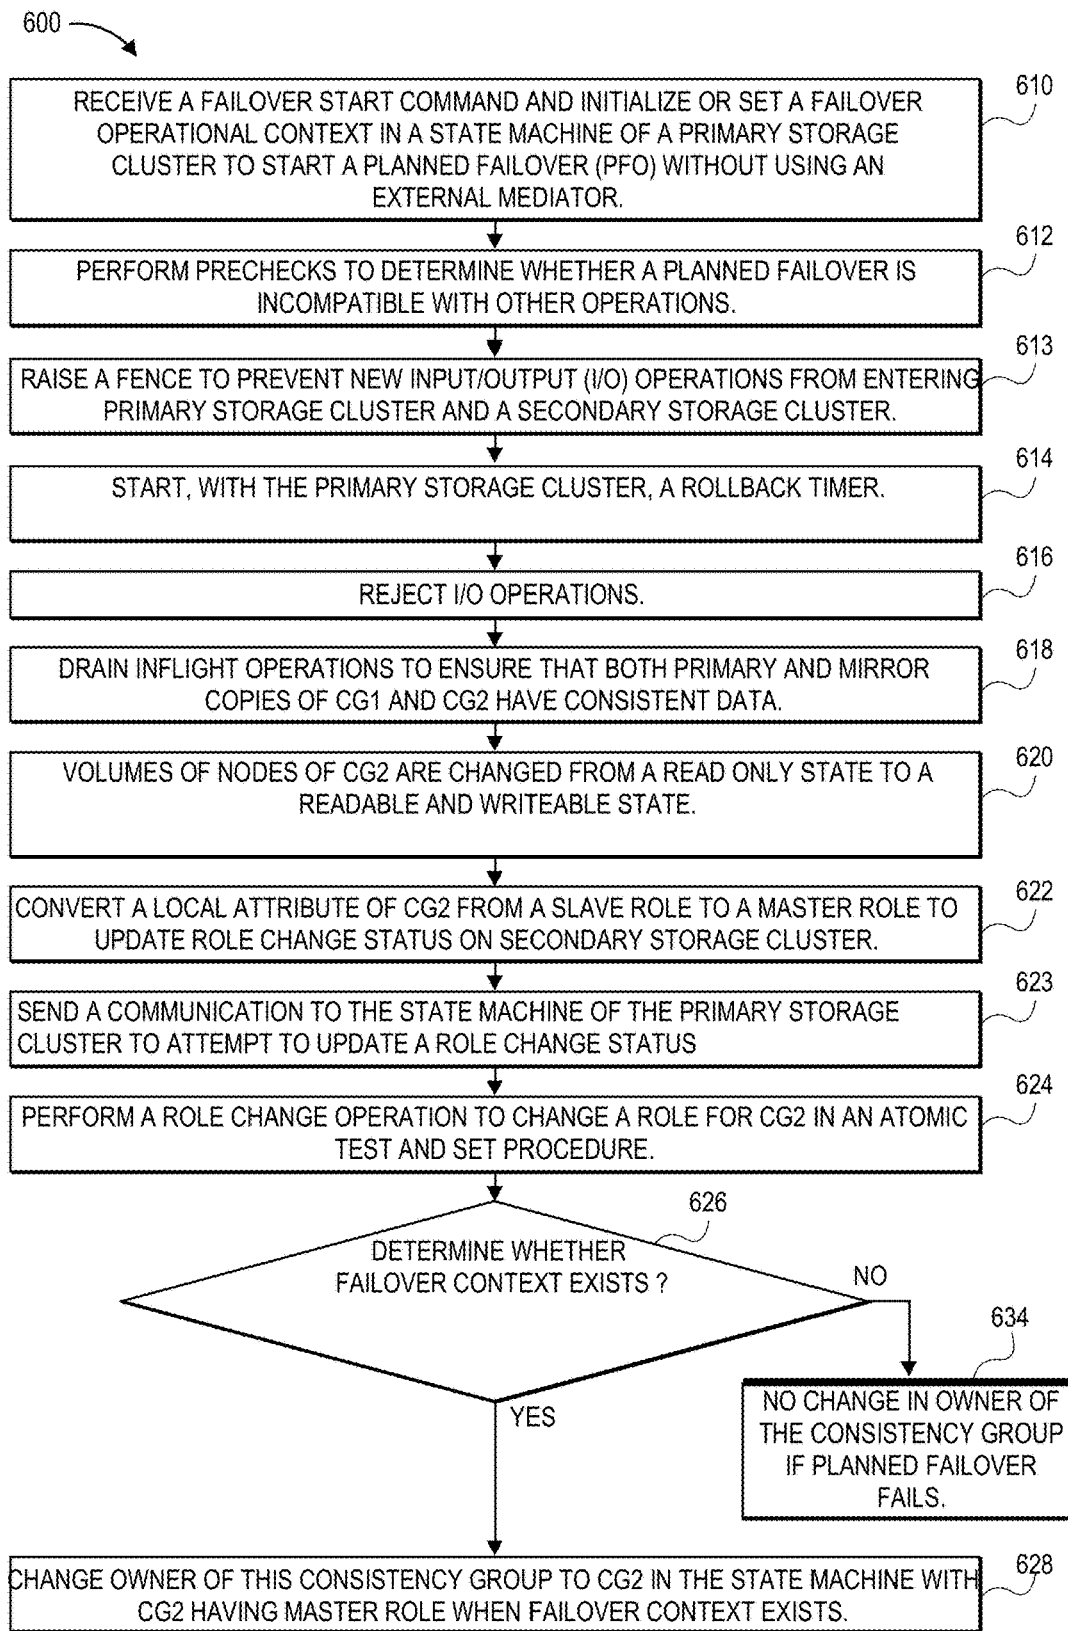 600
610
RECEIVE A FAILOVER START COMMAND AND INITIALIZE OR SET A FAILOVER
OPERATIONAL CONTEXT IN A STATE MACHINE OF A PRIMARY STORAGE
CLUSTER TO START A PLANNED FAILOVER (PFO) WITHOUT USING AN
EXTERNAL MEDIATOR.
612
PERFORM PRECHECKS TO DETERMINE WHETHER A PLANNED FAILOVER IS
INCOMPATIBLE WITH OTHER OPERATIONS.
613
RAISE A FENCE TO PREVENT NEW INPUT/OUTPUT (I/O) OPERATIONS FROM ENTERING
PRIMARY STORAGE CLUSTER AND A SECONDARY STORAGE CLUSTER.
614
START, WITH THE PRIMARY STORAGE CLUSTER, A ROLLBACK TIMER.
616
REJECT I/O OPERATIONS.
618
DRAIN INFLIGHT OPERATIONS TO ENSURE THAT BOTH PRIMARY AND MIRROR
COPIES OF CG1 AND CG2 HAVE CONSISTENT DATA.
620
VOLUMES OF NODES OF CG2 ARE CHANGED FROM A READ ONLY STATE TO A
READABLE AND WRITEABLE STATE.
622
CONVERT A LOCAL ATTRIBUTE OF CG2 FROM A SLAVE ROLE TO A MASTER ROLE TO
UPDATE ROLE CHANGE STATUS ON SECONDARY STORAGE CLUSTER.
623
SEND A COMMUNICATION TO THE STATE MACHINE OF THE PRIMARY STORAGE
CLUSTER TO ATTEMPT TO UPDATE A ROLE CHANGE STATUS
624
PERFORM A ROLE CHANGE OPERATION TO CHANGE A ROLE FOR CG2 IN AN ATOMIC
TEST AND SET PROCEDURE.
626
DETERMINE WHETHER
FAILOVER CONTEXT EXISTS ?
NO
634
NO CHANGE IN OWNER OF
THE CONSISTENCY GROUP
IF PLANNED FAILOVER
FAILS.
YES
628
CHANGE OWNER OF THIS CONSISTENCY GROUP TO CG2 IN THE STATE MACHINE WITH
CG2 HAVING MASTER ROLE WHEN FAILOVER CONTEXT EXISTS.